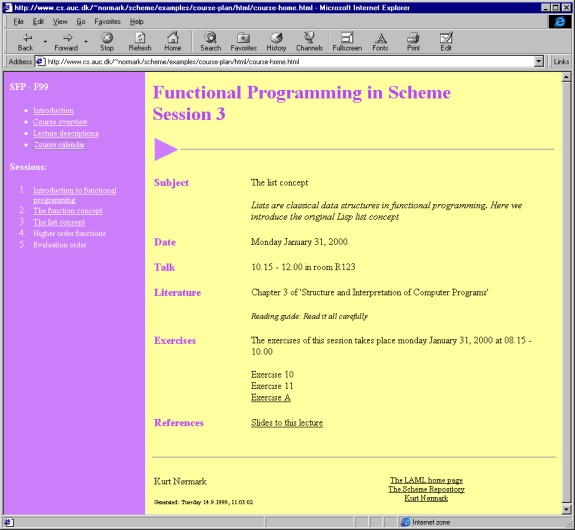 http://www.cs.auc.dk/~normark/scheme/examples/course-plan/html/course-home.html - Microsoft Internet Explorer
File Edit View Go Favorites Help
Back Forward Stop Refresh Home Search Favorites History Channels Fullscreen Fonts Print Edit
Address http://www.cs.auc.dk/~normark/scheme/examples/course-plan/html/course-home.html Links
SFP - F99
Introduction
Course overview
Lecture descriptions
Course calendar
Sessions:
1. Introduction to functional
programming
2. The function concept
3. The list concept
4. Higher order functions
5. Evaluation order
Functional Programming in Scheme
Session 3
Subject The list concept
Lists are classical data structures in functional programming. Here we
introduce the original Lisp list concept
Date Monday January 31, 2000
Talk 10.15 - 12.00 in room R123
Literature Chapter 3 of 'Structure and Interpretation of Computer Programs'
Reading guide: Read it all carefully
Exercises The exercises of this session takes place monday January 31, 2000 at 08.15 -
10.00
Exercise 10
Exercise 11
Exercise A
References Slides to this lecture
Kurt Nørmark
Generated: Tuesday 14.9.1999, 11:03:02
The LAML home page
The Scheme Repository
Kurt Nørmark
Internet zone